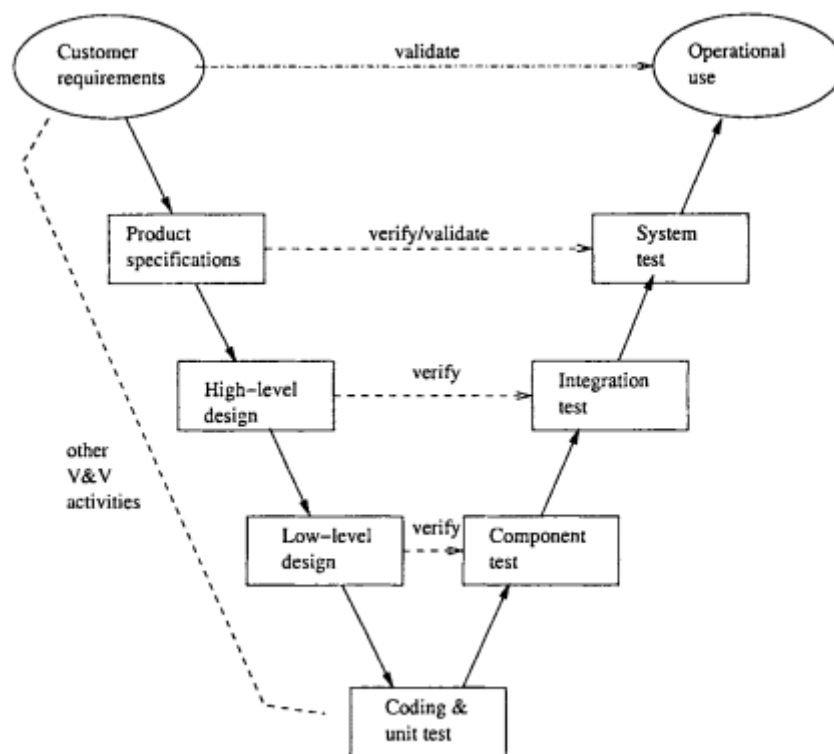 Customer
requirements
validate
Operational
use
Product
specifications
verify/validate
System
test
High-level
design
verify
Integration
test
other
V&V
activities
Low-level
design
verify
Component
test
Coding &
unit test